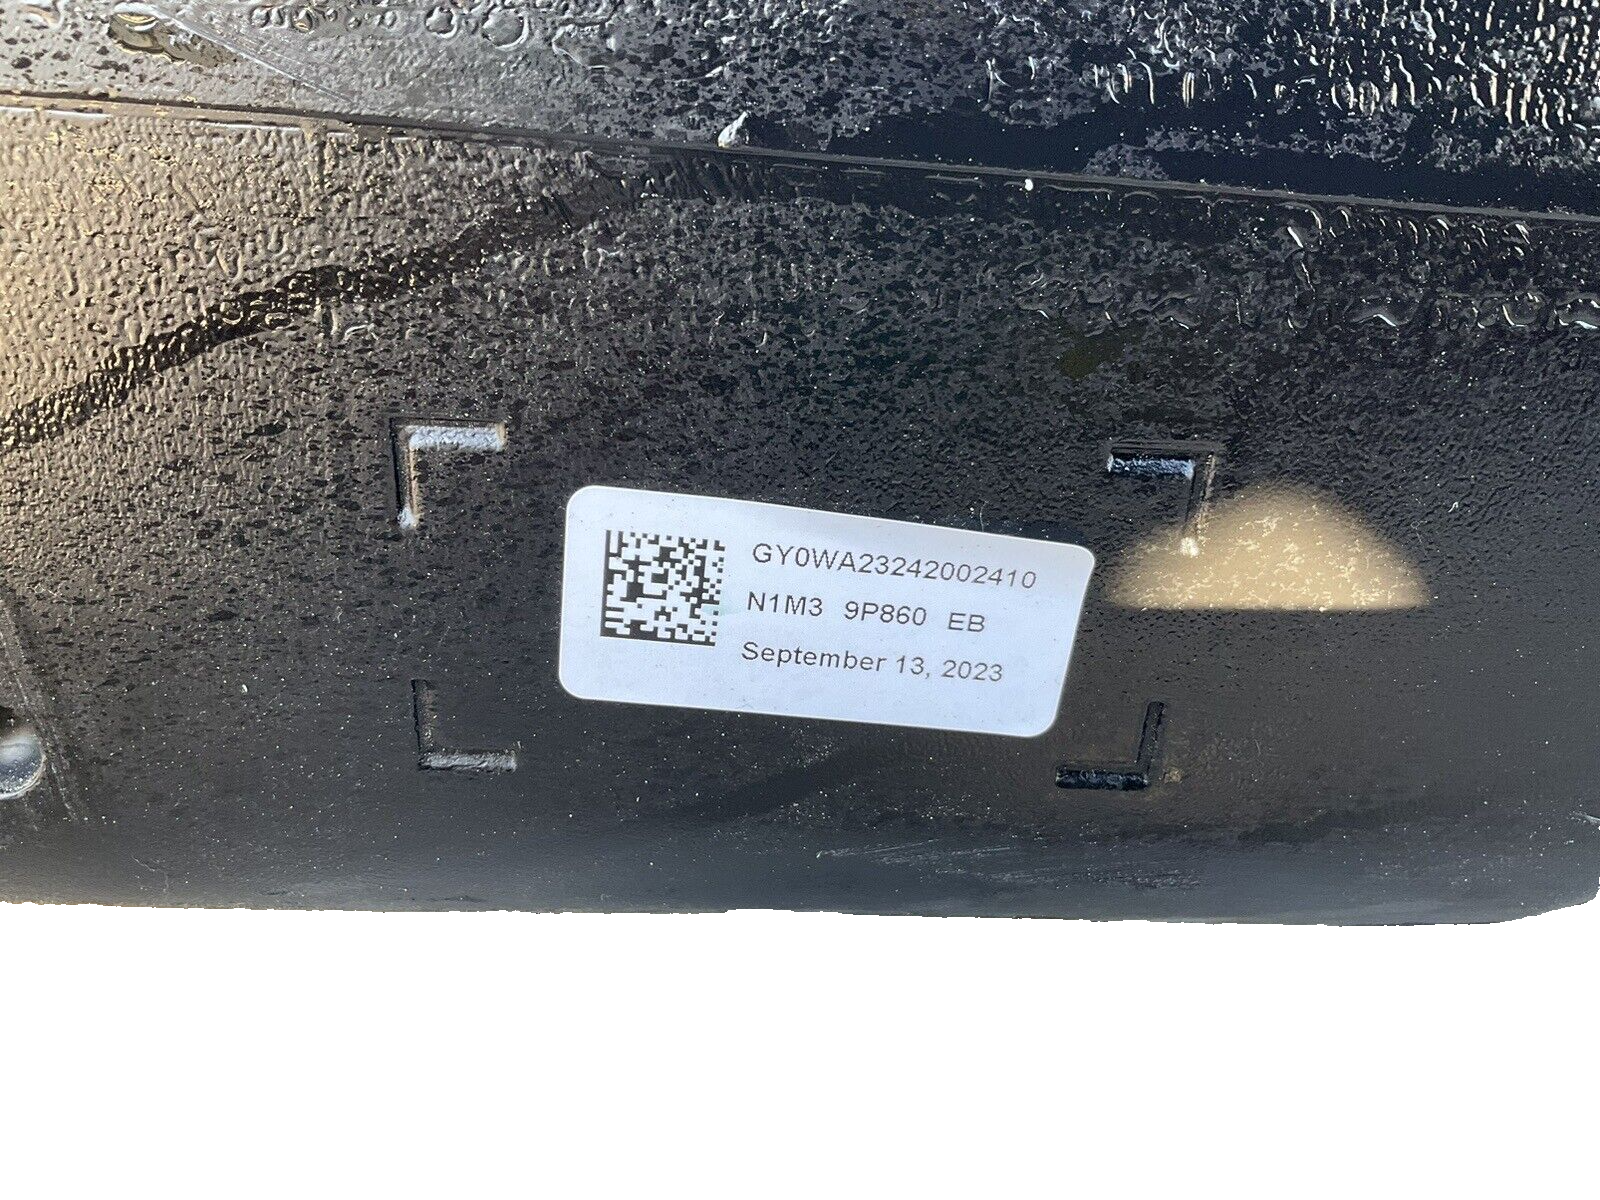 GY0WA23242002410
N1M3 9P860 EB
September 13, 2023